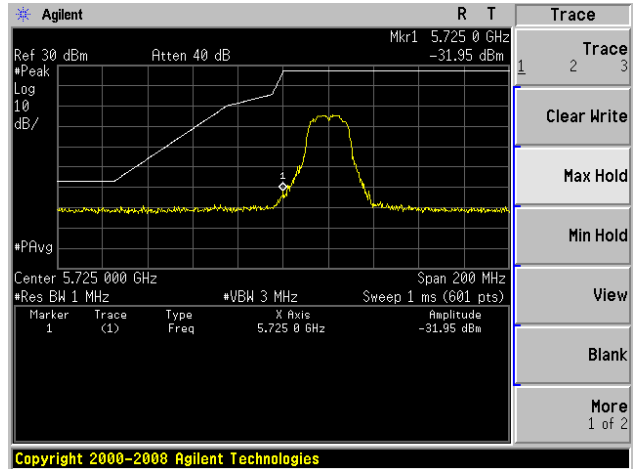 Agilent R T Trace
Mkr1 5.725 0 GHz
Ref 30 dBm Atten 40 dB -31.95 dBm
#Peak
Log
10
dB/
1
#PAvg
Center 5.725 000 GHz Span 200 MHz
#Res BW 1 MHz #VBW 3 MHz Sweep 1 ms (601 pts)
Marker Trace Type X Axis Amplitude
1 (1) Freq 5.725 0 GHz -31.95 dBm
Trace
1 2 3
Clear Write
Max Hold
Min Hold
View
Blank
More
1 of 2
Copyright 2000-2008 Agilent Technologies